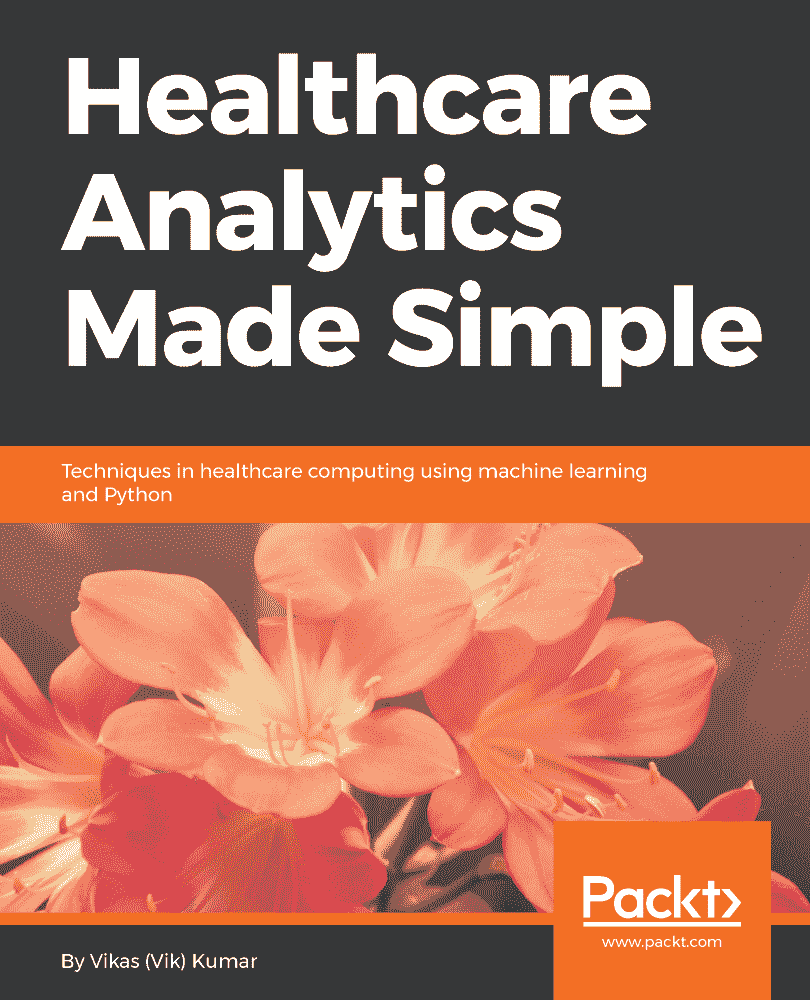 Healthcare
Analytics
Made Simple
Techniques in healthcare computing using machine learning
and Python
By Vikas (Vik) Kumar
Packt>
www.packt.com